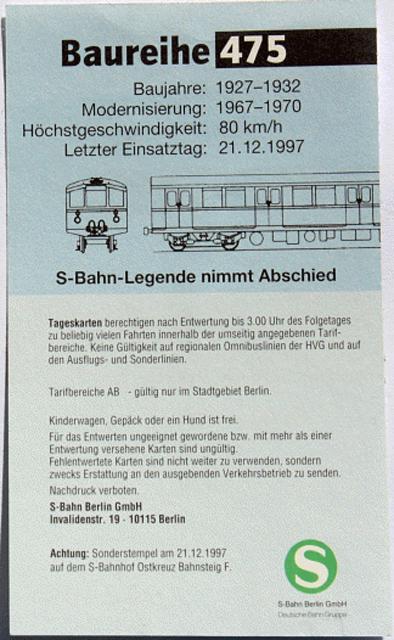 Baureihe 475
Baujahre: 1927–1932
Modernisierung: 1967–1970
Höchstgeschwindigkeit: 80 km/h
Letzter Einsatztag: 21.12.1997
S-Bahn-Legende nimmt Abschied
Tageskarten berechtigen nach Entwertung bis 3.00 Uhr des Folgetages
zu beliebig vielen Fahrten innerhalb der umseitig angegebenen Tarif-
bereiche. Keine Gültigkeit auf regionalen Omnibuslinien der HVG und auf
den Ausflugs- und Sonderlinien.
Tarifbereiche AB - gültig nur im Stadtgebiet Berlin.
Kinderwagen, Gepäck oder ein Hund ist frei.
Für das Entwerten ungeeignet gewordene bzw. mit mehr als einer
Entwertung versehene Karten sind ungültig.
Fehlentwertete Karten sind nicht weiter zu verwenden, sondern
zwecks Erstattung an den ausgebenden Verkehrsbetrieb zu senden.
Nachdruck verboten.
S-Bahn Berlin GmbH
Invalidenstr. 19 - 10115 Berlin
Achtung: Sonderstempel am 21.12.1997
auf dem S-Bahnhof Ostkreuz Bahnsteig F.
S
S-Bahn Berlin GmbH
Deutsche Bahn Gruppe